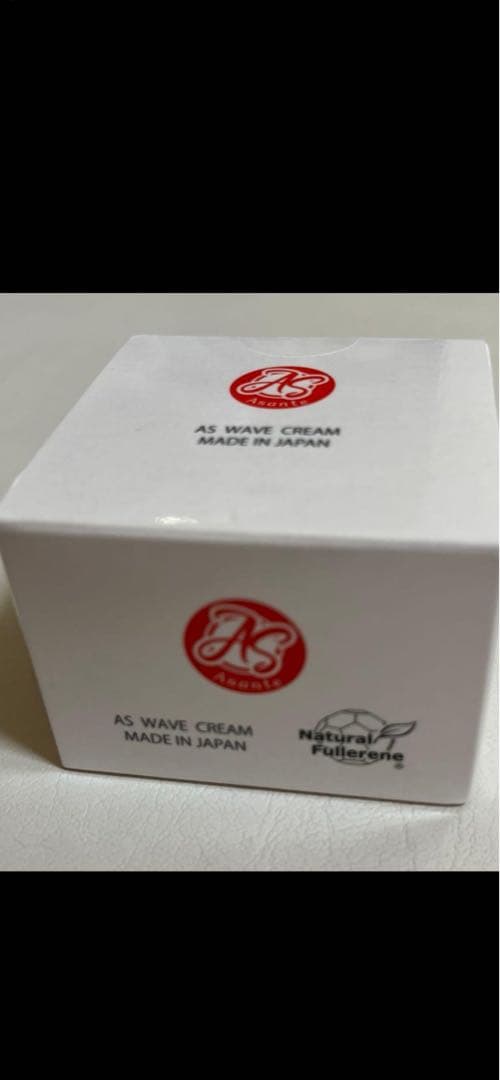 AS
Asante
AS WAVE CREAM
MADE IN JAPAN
AS
Asante
AS WAVE CREAM
MADE IN JAPAN
Natural
Fullerene
®